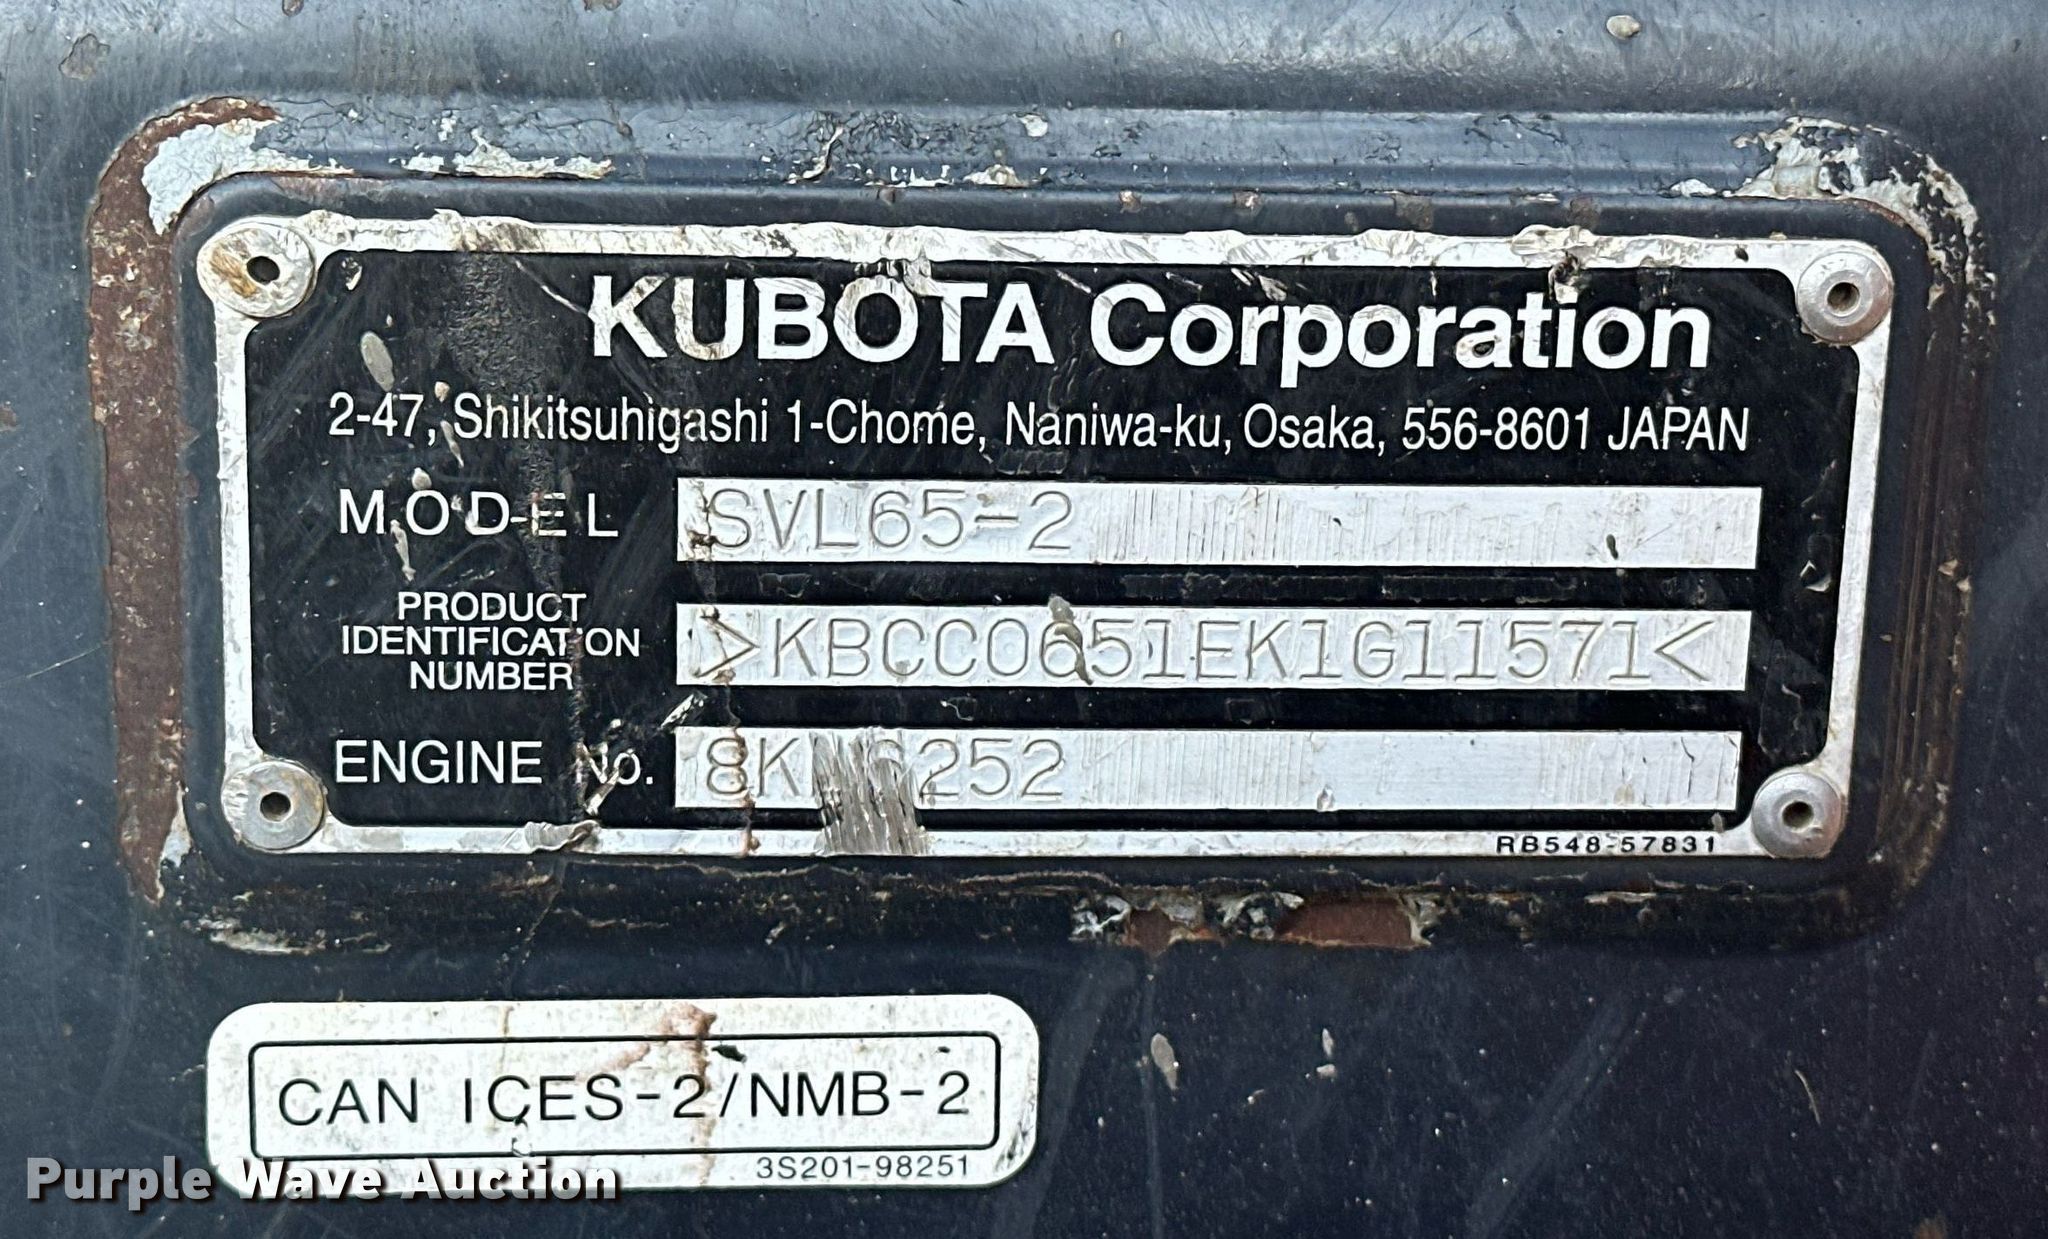 KUBOTA Corporation
2-47, Shikitsuhigashi 1-Chome, Naniwa-ku, Osaka, 556-8601 JAPAN
MODEL SVL65-2
PRODUCT
IDENTIFICATION
NUMBER
>KBCC0651EK1G11571<
ENGINE No.
RB548-57831
CAN ICES-2/NMB-2
3S201-98251
Purple Wave Auction